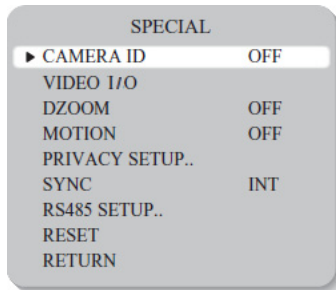 SPECIAL
▶ CAMERA ID OFF
VIDEO I/O
DZOOM OFF
MOTION OFF
PRIVACY SETUP..
SYNC INT
RS485 SETUP..
RESET
RETURN